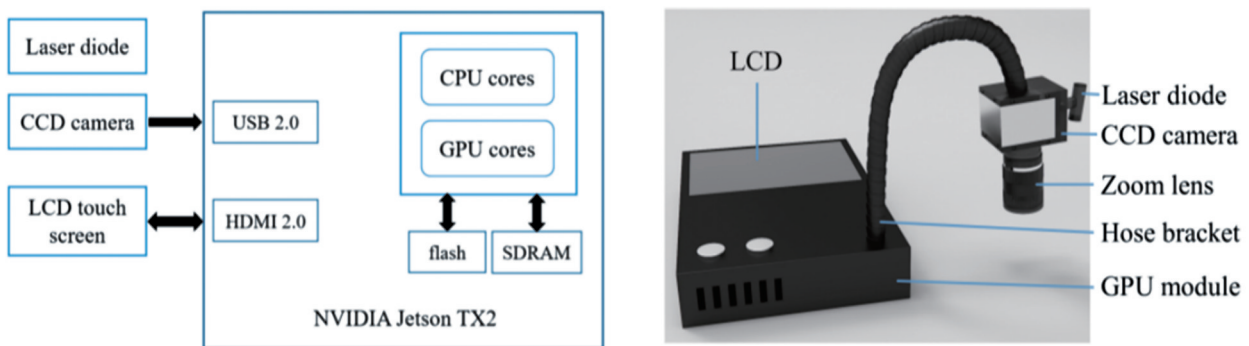 Laser diode
CCD camera
LCD touch
screen
USB 2.0
HDMI 2.0
CPU cores
GPU cores
flash
SDRAM
NVIDIA Jetson TX2
LCD
Laser diode
CCD camera
Zoom lens
Hose bracket
GPU module